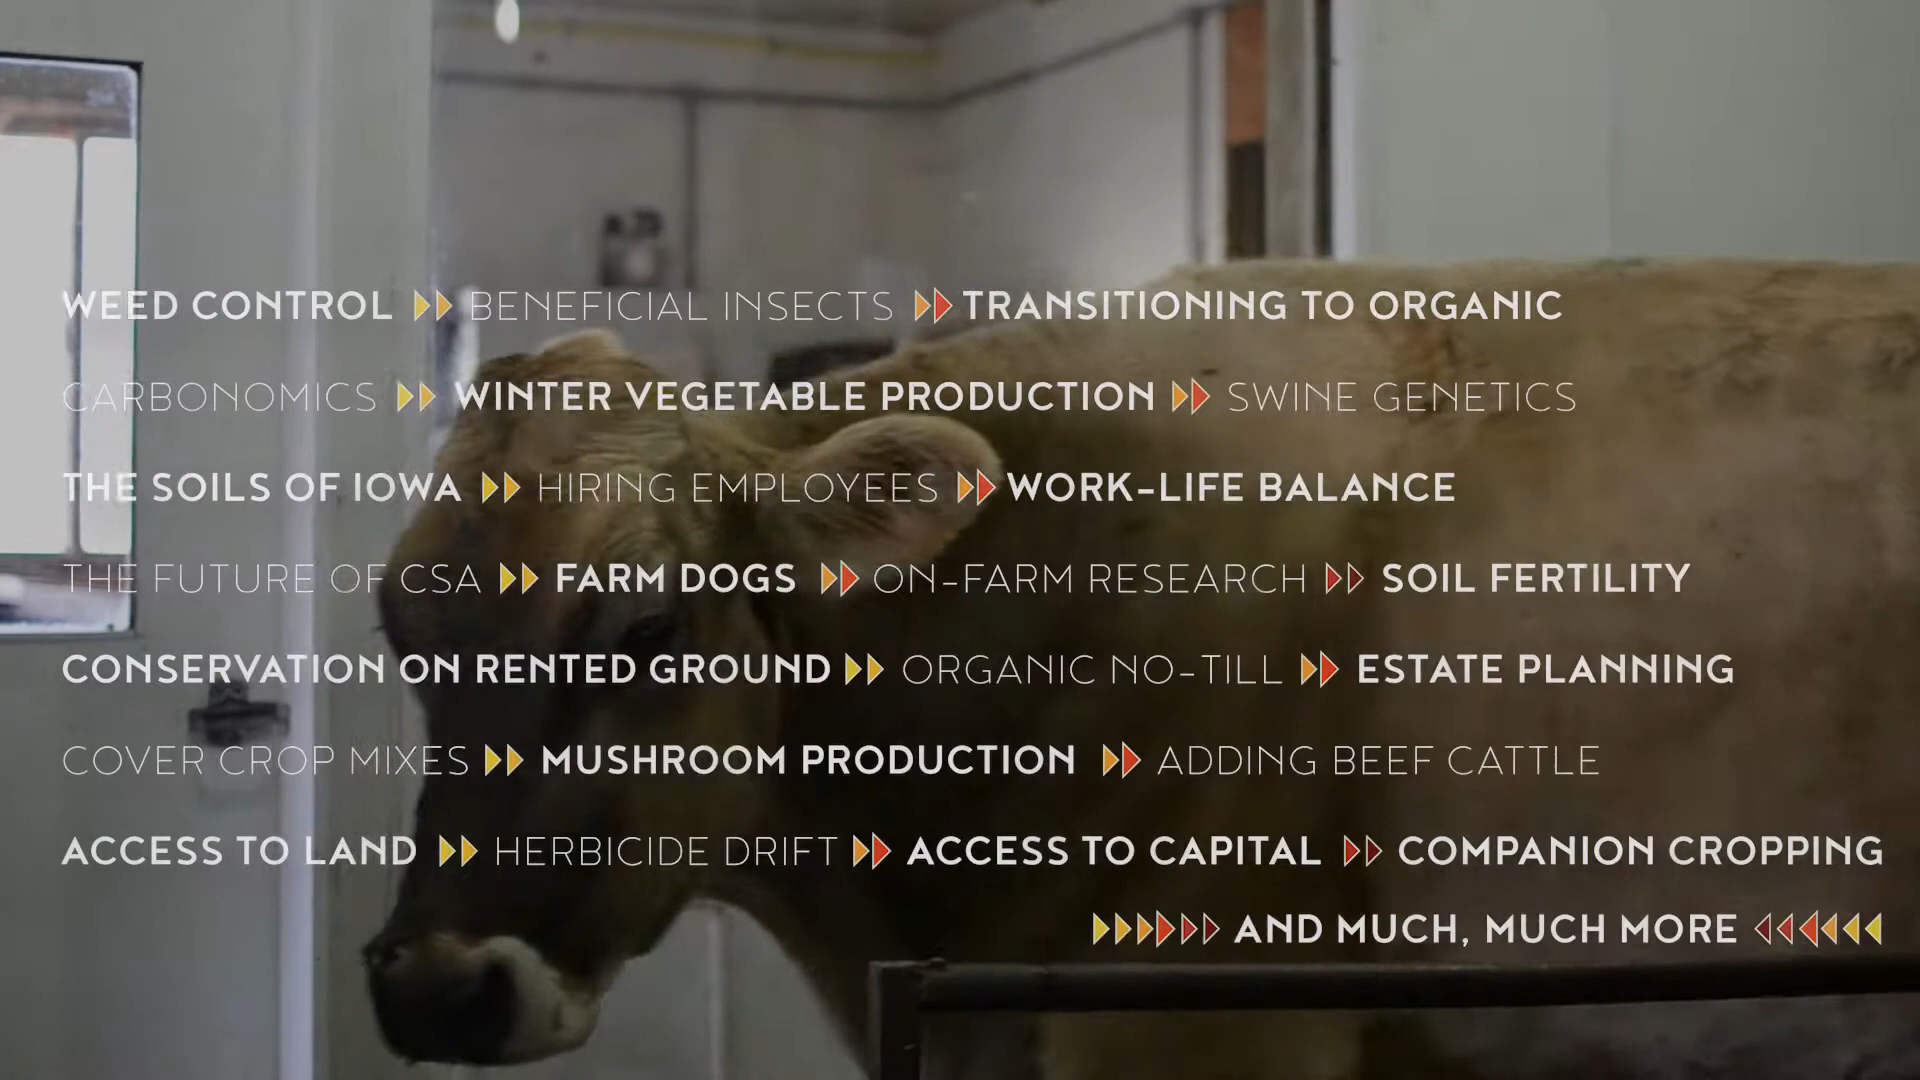 WEED CONTROL BENEFICIAL INSECTS TRANSITIONING TO ORGANIC
CARBONOMICS WINTER VEGETABLE PRODUCTION SWINE GENETICS
THE SOILS OF IOWA HIRING EMPLOYEES WORK-LIFE BALANCE
THE FUTURE OF CSA FARM DOGS ON-FARM RESEARCH SOIL FERTILITY
CONSERVATION ON RENTED GROUND ORGANIC NO-TILL ESTATE PLANNING
COVER CROP MIXES MUSHROOM PRODUCTION ADDING BEEF CATTLE
ACCESS TO LAND HERBICIDE DRIFT ACCESS TO CAPITAL COMPANION CROPPING
AND MUCH, MUCH MORE